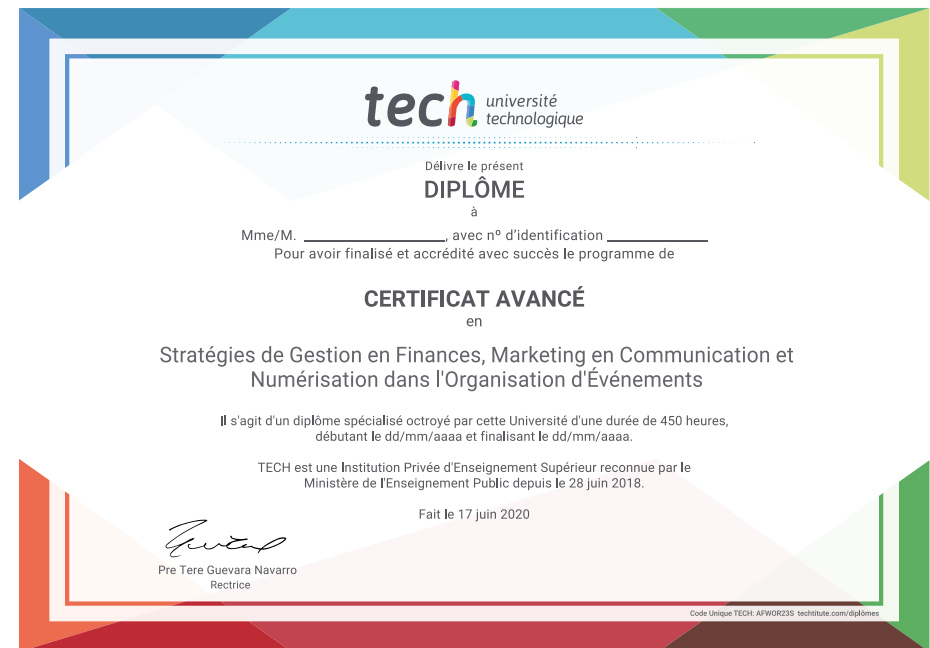 tech université
technologique
Délivre le présent
DIPLÔME
à
Mme/M. ____________________, avec nº d'identification ______________
Pour avoir finalisé et accrédité avec succès le programme de
CERTIFICAT AVANCÉ
en
Stratégies de Gestion en Finances, Marketing en Communication et
Numérisation dans l'Organisation d'Événements
Il s'agit d'un diplôme spécialisé octroyé par cette Université d'une durée de 450 heures,
débutant le dd/mm/aaaa et finalisant le dd/mm/aaaa.
TECH est une Institution Privée d'Enseignement Supérieur reconnue par le
Ministère de l'Enseignement Public depuis le 28 juin 2018.
Fait le 17 juin 2020
Pre Tere Guevara Navarro
Rectrice
Code Unique TECH: AFWOR23S techtitute.com/diplômes